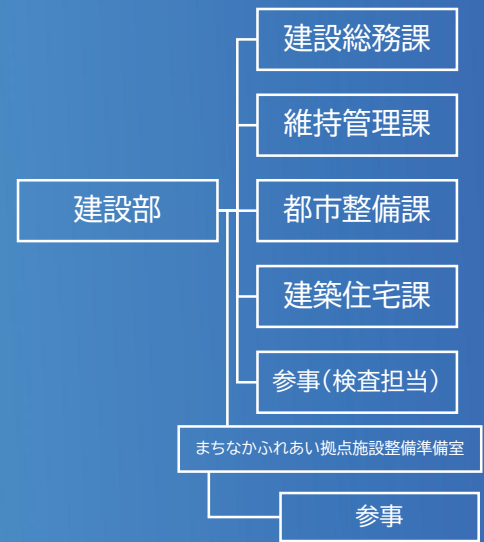 建設部
建設総務課
維持管理課
都市整備課
建築住宅課
参事（検査担当）
まちなかふれあい拠点施設整備準備室
参事